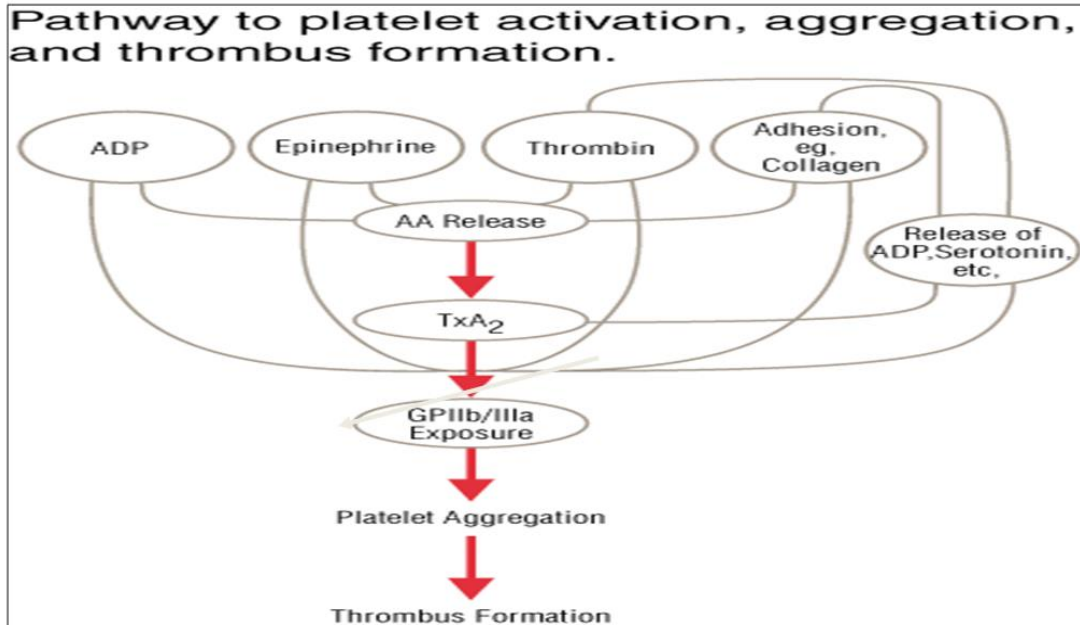 Pathway to platelet activation, aggregation,
and thrombus formation.
ADP
Epinephrine
Thrombin
Adhesion,
eg,
Collagen
AA Release
Release of
ADP,Serotonin,
etc,
TxA2
GPIIb/IIIa
Exposure
Platelet Aggregation
Thrombus Formation